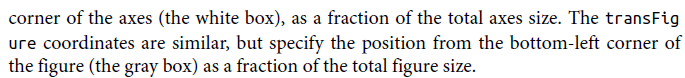 corner of the axes (the white box), as a fraction of the total axes size. The transFig
ure coordinates are similar, but specify the position from the bottom-left corner of
the figure (the gray box) as a fraction of the total figure size.